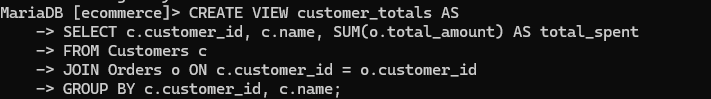 MariaDB [ecommerce]> CREATE VIEW customer_totals AS
    -> SELECT c.customer_id, c.name, SUM(o.total_amount) AS total_spent
    -> FROM Customers c
    -> JOIN Orders o ON c.customer_id = o.customer_id
    -> GROUP BY c.customer_id, c.name;